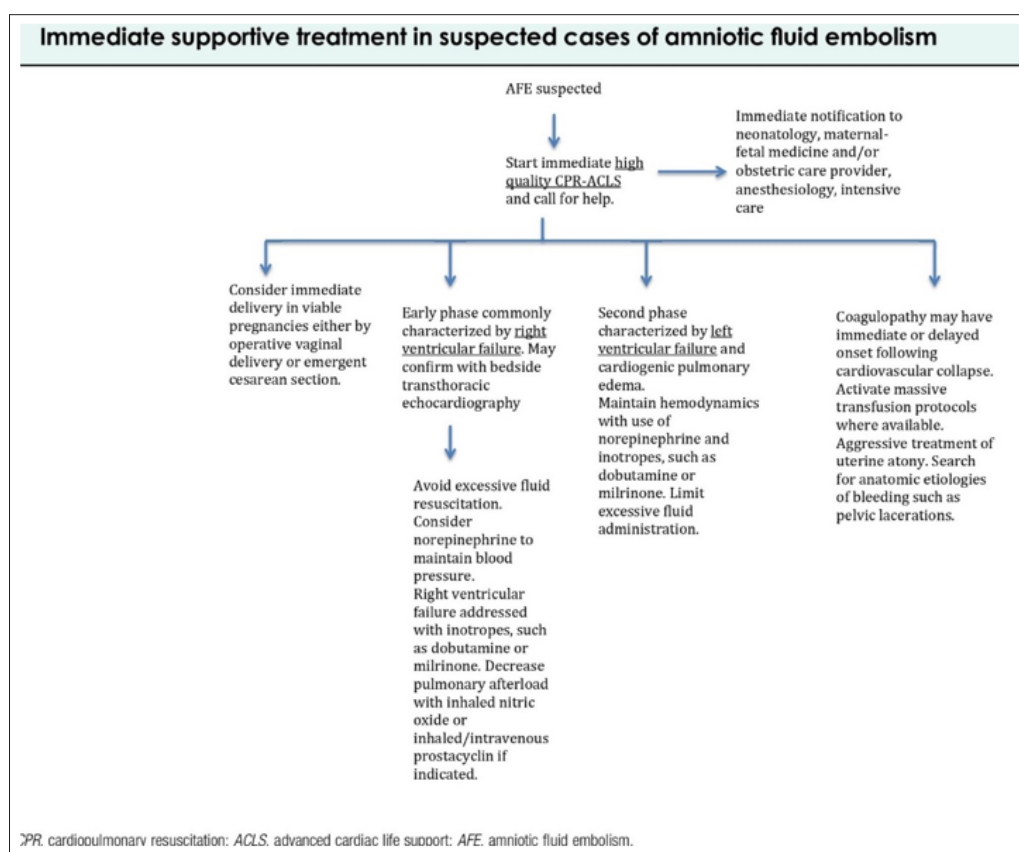 Immediate supportive treatment in suspected cases of amniotic fluid embolism
AFE suspected
Start immediate high
quality CPR-ACLS
and call for help.
Immediate notification to
neonatology, maternal-
fetal medicine and/or
obstetric care provider,
anesthesiology, intensive
care
Consider immediate
delivery in viable
pregnancies either by
operative vaginal
delivery or emergent
cesarean section.
Early phase commonly
characterized by right
ventricular failure. May
confirm with bedside
transthoracic
echocardiography
Avoid excessive fluid
resuscitation.
Consider
norepinephrine to
maintain blood
pressure.
Right ventricular
failure addressed
with inotropes, such
as dobutamine or
milrinone. Decrease
pulmonary afterload
with inhaled nitric
oxide or
inhaled/intravenous
prostacyclin if
indicated.
Second phase
characterized by left
ventricular failure and
cardiogenic pulmonary
edema.
Maintain hemodynamics
with use of
norepinephrine and
inotropes, such as
dobutamine or
milrinone. Limit
excessive fluid
administration.
Coagulopathy may have
immediate or delayed
onset following
cardiovascular collapse.
Activate massive
transfusion protocols
where available.
Aggressive treatment of
uterine atony. Search
for anatomic etiologies
of bleeding such as
pelvic lacerations.
CPR, cardiopulmonary resuscitation; ACLS, advanced cardiac life support; AFE, amniotic fluid embolism.